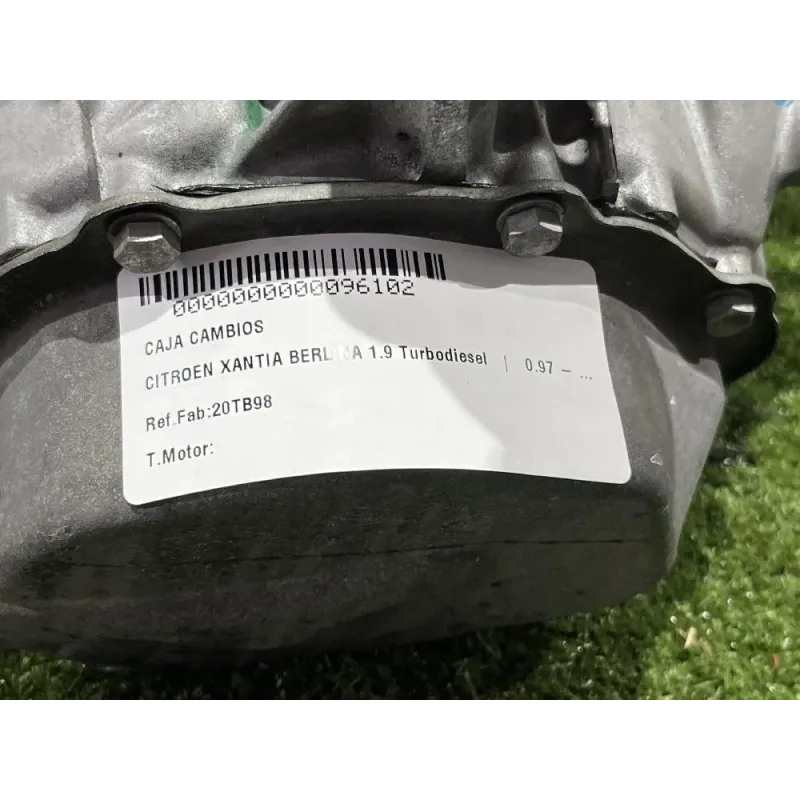 0000000000096102
CAJA CAMBIOS
CITROEN XANTIA BERLINA 1.9 Turbodiesel | 0.97 - ...
Ref.Fab:20TB98
T.Motor: